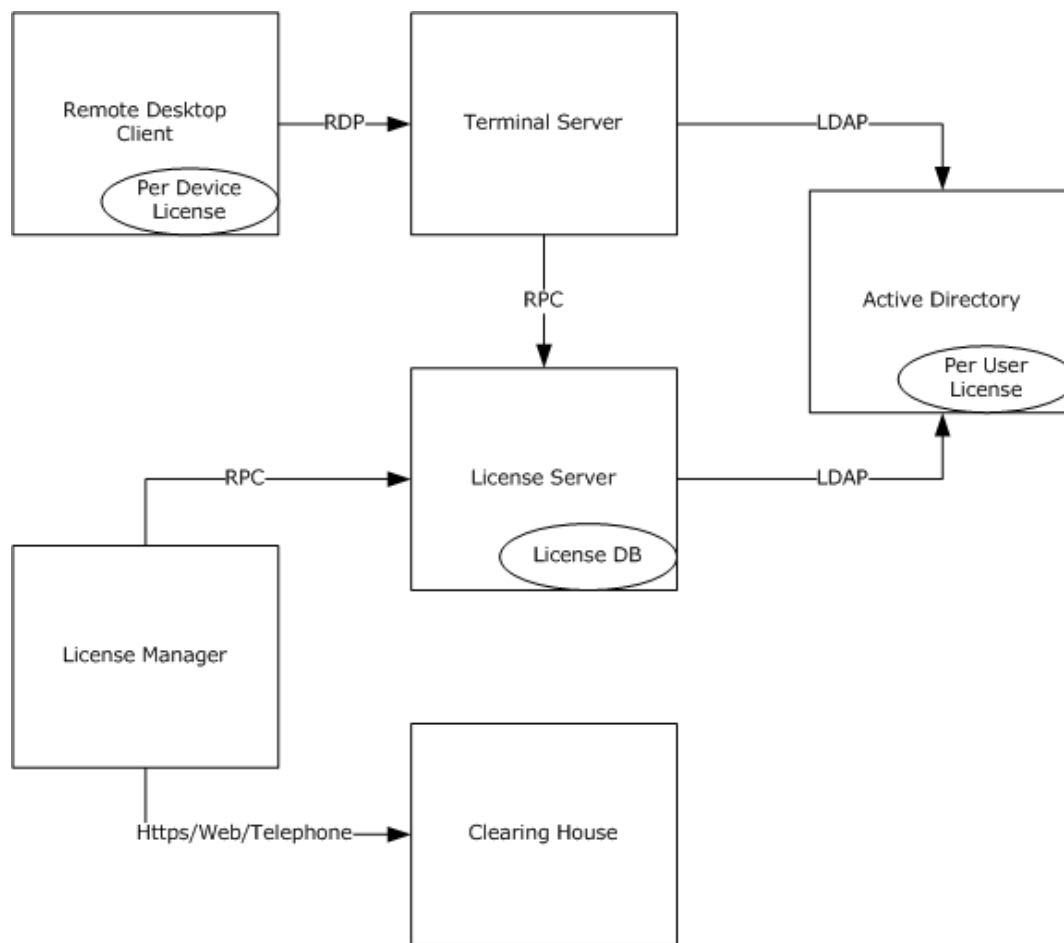 Remote Desktop
Client
Per Device
License
RDP
Terminal Server
LDAP
RPC
Active Directory
Per User
License
RPC
License Server
License DB
LDAP
License Manager
Https/Web/Telephone
Clearing House